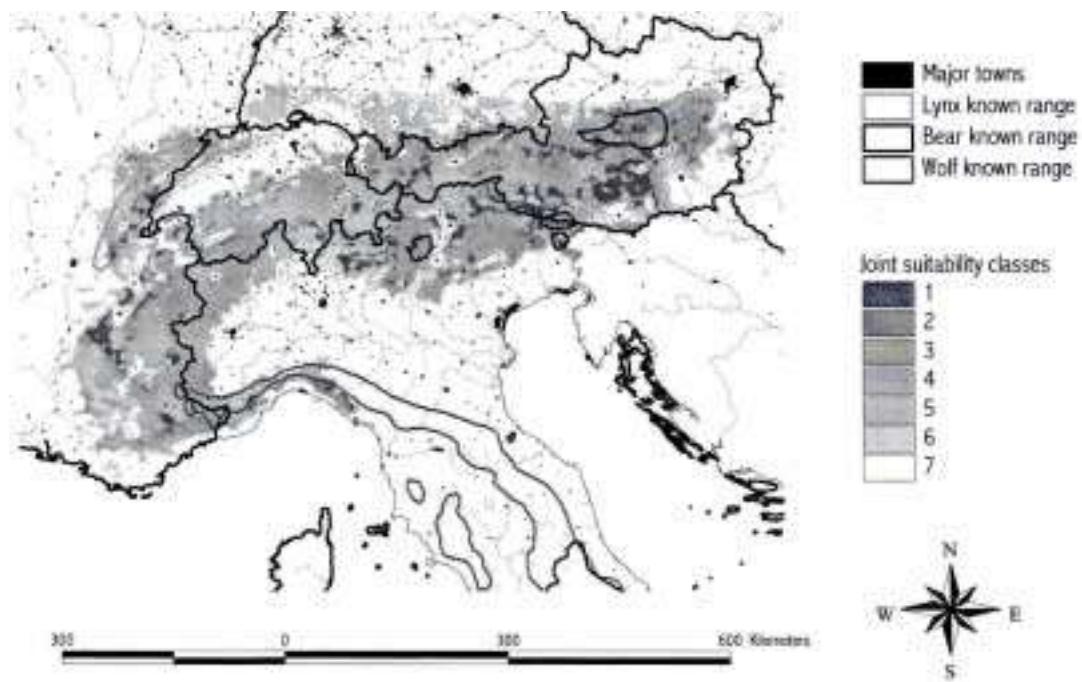 Major towns
Lynx known range
Bear known range
Wolf known range
Joint suitability classes
1
2
3
4
5
6
7
N
W E
S
300 0 300 600 Kilometers